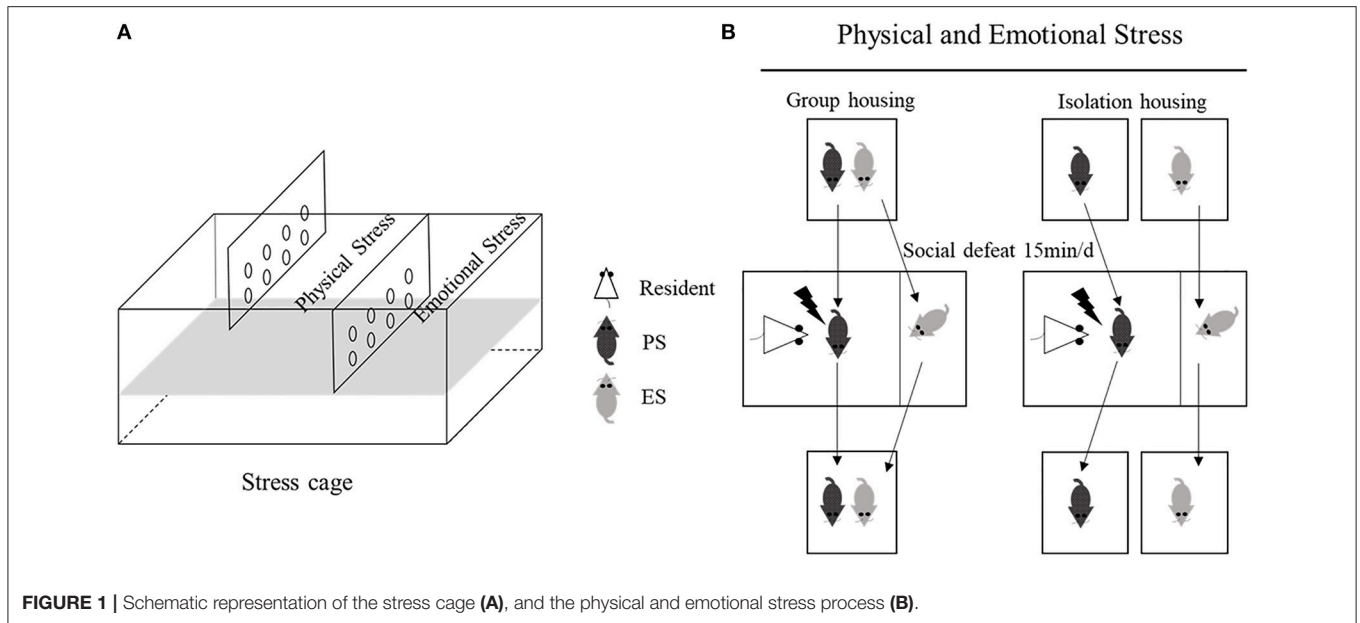 A
Physical Stress
Emotional Stress
Stress cage
Resident
PS
ES
B
Physical and Emotional Stress
Group housing
Isolation housing
Social defeat 15min/d
FIGURE 1 | Schematic representation of the stress cage (A), and the physical and emotional stress process (B).